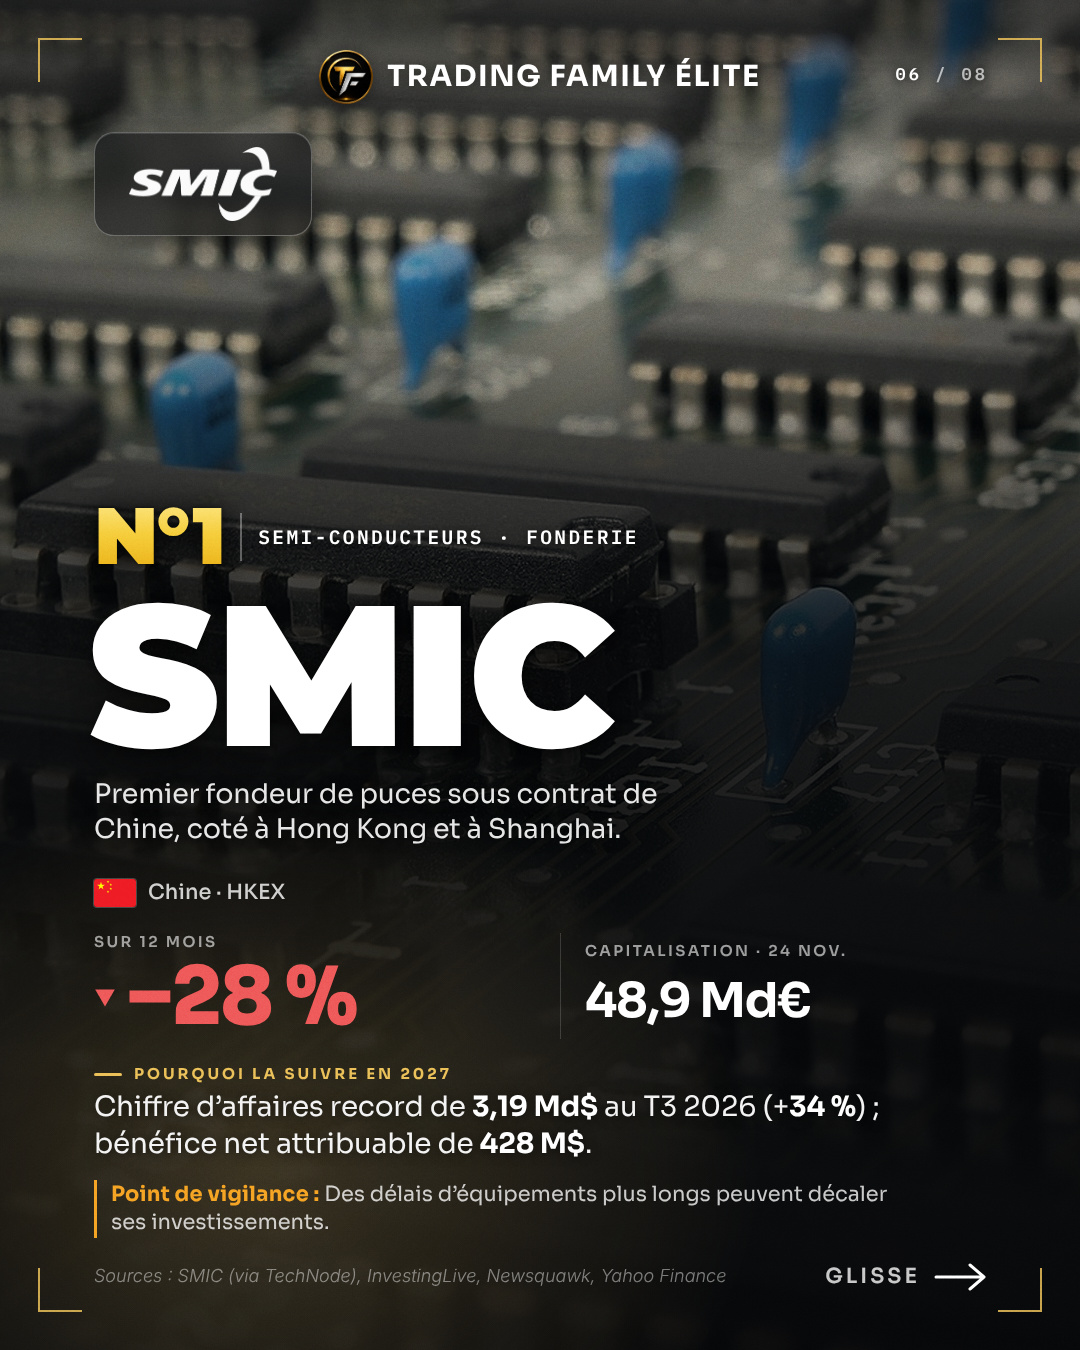 TF TRADING FAMILY ÉLITE
06 / 08
SMIC
N°1 SEMI-CONDUCTEURS · FONDERIE
SMIC
Premier fondeur de puces sous contrat de
Chine, coté à Hong Kong et à Shanghai.
Chine · HKEX
SUR 12 MOIS
▼ −28 %
CAPITALISATION · 24 NOV.
48,9 Md€
POURQUOI LA SUIVRE EN 2027
Chiffre d’affaires record de 3,19 Md$ au T3 2026 (+34 %) ;
bénéfice net attribuable de 428 M$.
Point de vigilance : Des délais d’équipements plus longs peuvent décaler
ses investissements.
Sources : SMIC (via TechNode), InvestingLive, Newsquawk, Yahoo Finance
GLISSE →